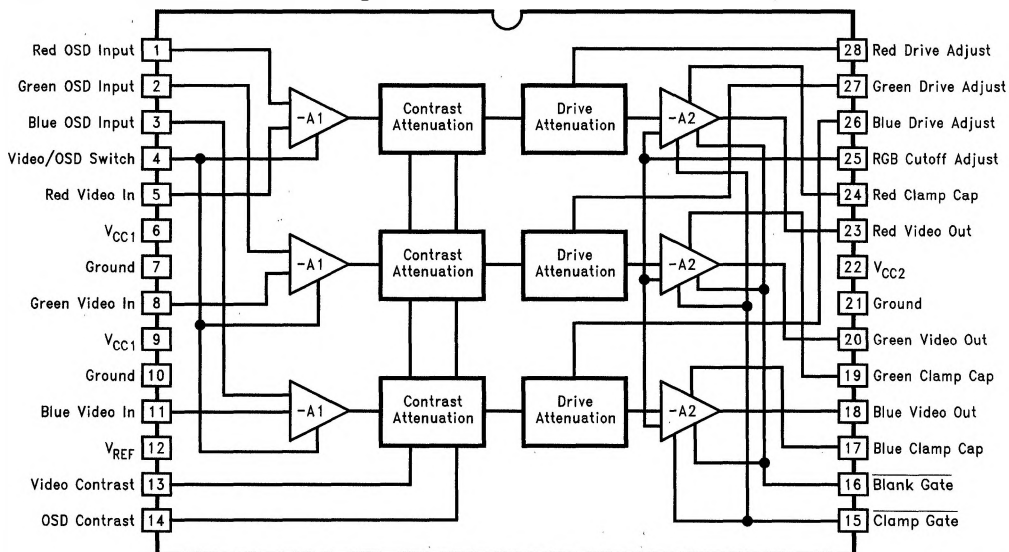 Red OSD Input 1
Green OSD Input 2
Blue OSD Input 3
Video/OSD Switch 4
Red Video In 5
VCC1 6
Ground 7
Green Video In 8
VCC1 9
Ground 10
Blue Video In 11
VREF 12
Video Contrast 13
OSD Contrast 14
-A1
Contrast
Attenuation
Drive
Attenuation
-A2
-A1
Contrast
Attenuation
Drive
Attenuation
-A2
-A1
Contrast
Attenuation
Drive
Attenuation
-A2
28 Red Drive Adjust
27 Green Drive Adjust
26 Blue Drive Adjust
25 RGB Cutoff Adjust
24 Red Clamp Cap
23 Red Video Out
22 VCC2
21 Ground
20 Green Video Out
19 Green Clamp Cap
18 Blue Video Out
17 Blue Clamp Cap
16 Blank Gate
15 Clamp Gate